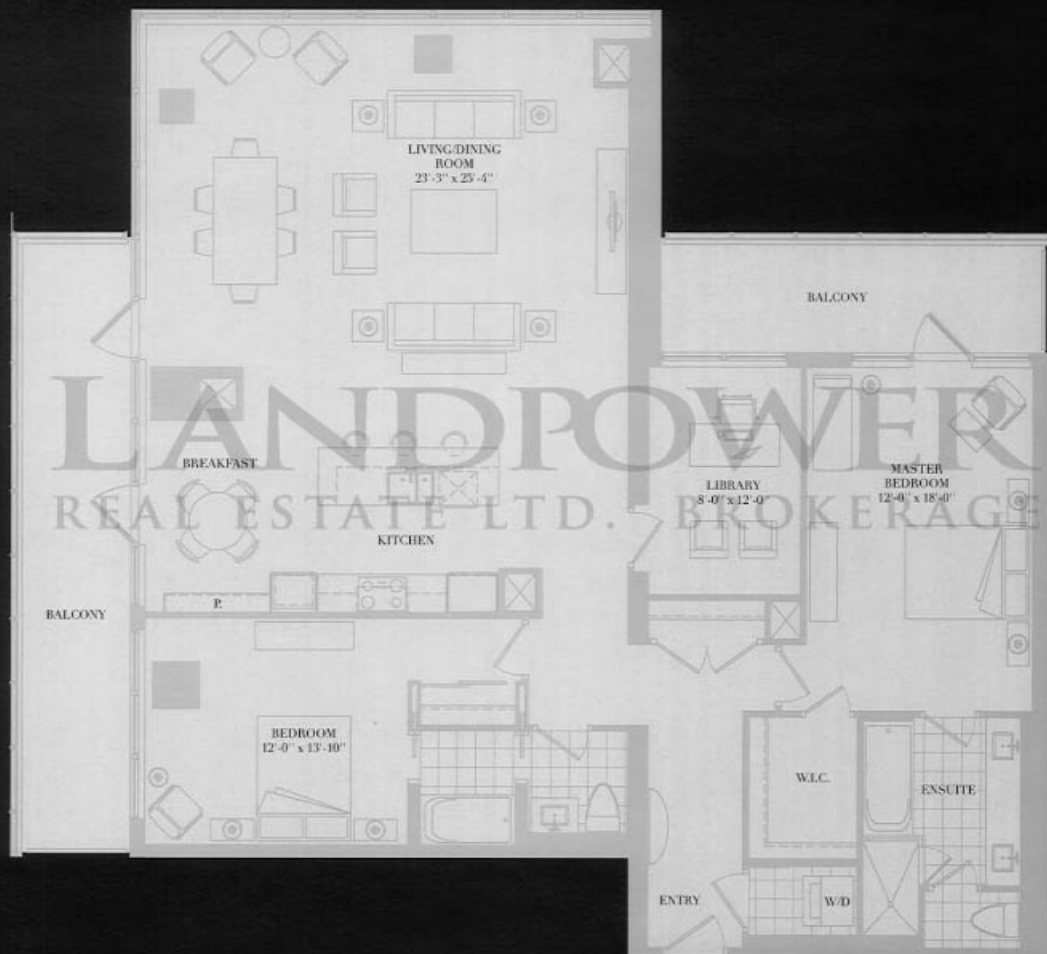 LIVING/DINING
ROOM
23'-3" x 25'-4"
BALCONY
LANDPOWER
REAL ESTATE LTD. BROKERAGE
BREAKFAST
LIBRARY
8'-0" x 12'-0"
MASTER
BEDROOM
12'-0" x 18'-0"
KITCHEN
P.
BALCONY
BEDROOM
12'-0" x 13'-10"
W.I.C.
ENSUITE
ENTRY
W/D